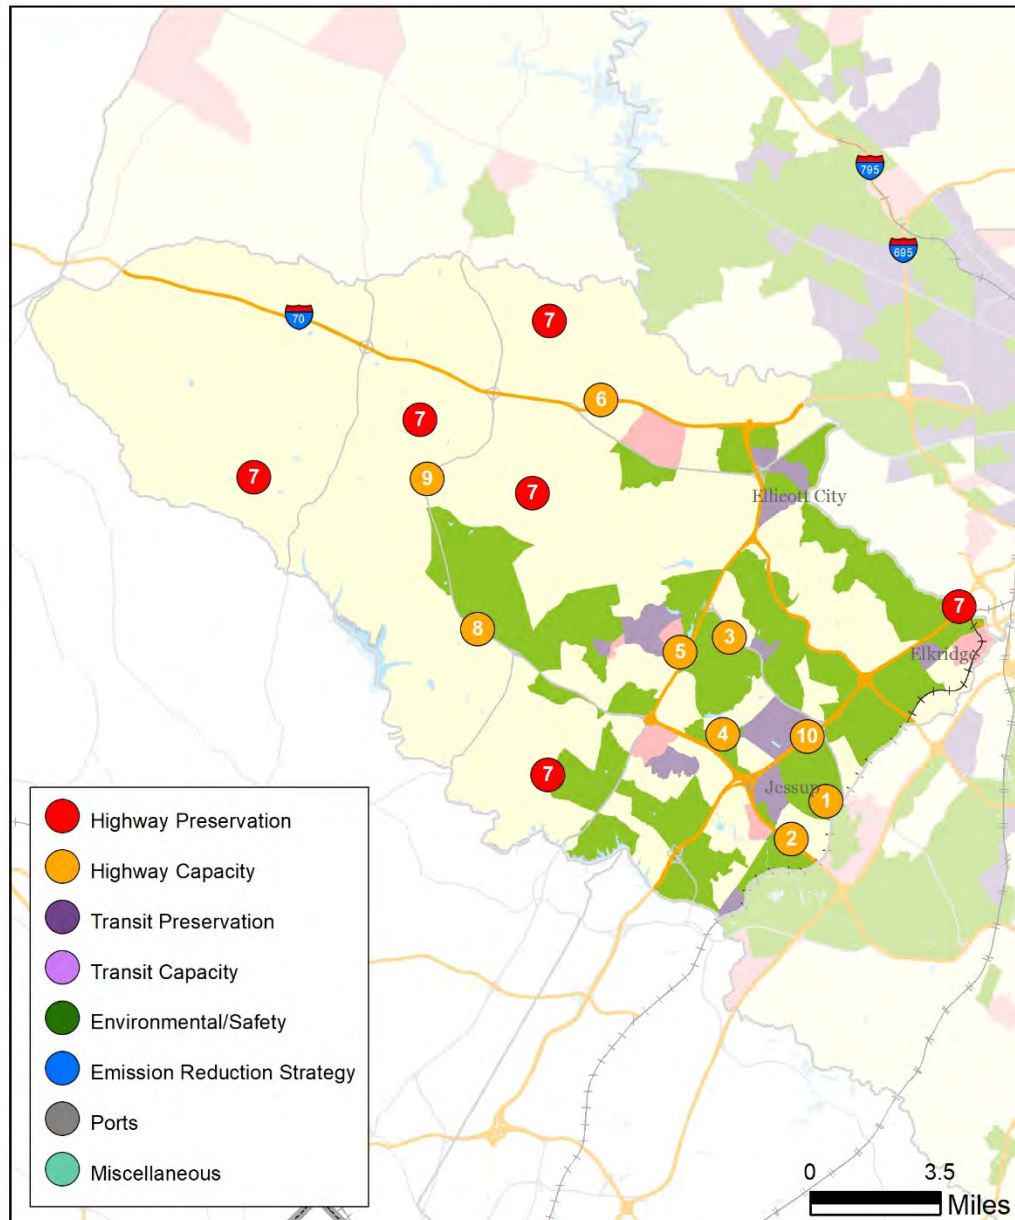 795
695
70
7
6
7
9
7
7
Ellicott City
7
8
3
5
Elkridge
4
10
7
Jessup
1
2
Highway Preservation
Highway Capacity
Transit Preservation
Transit Capacity
Environmental/Safety
Emission Reduction Strategy
Ports
Miscellaneous
0 3.5
Miles